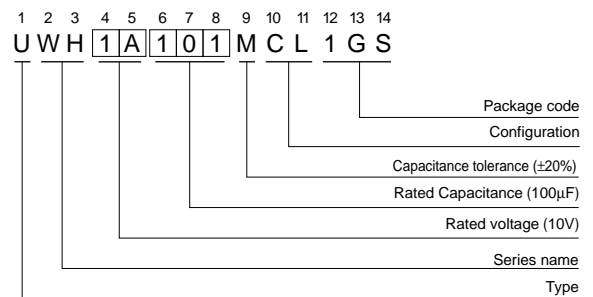 1 2 3 4 5 6 7 8 9 10 11 12 13 14
U W H 1 A 1 0 1 M C L 1 G S
Package code
Configuration
Capacitance tolerance (±20%)
Rated Capacitance (100µF)
Rated voltage (10V)
Series name
Type